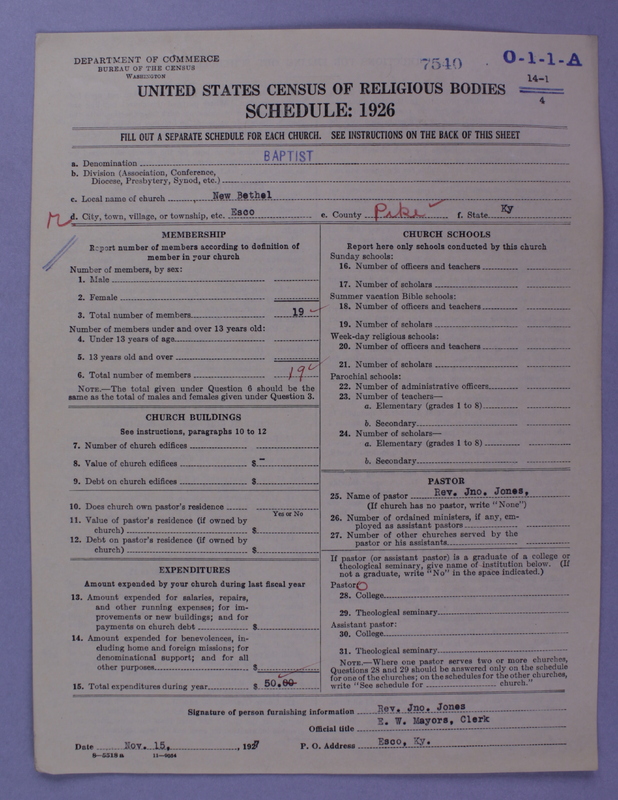 DEPARTMENT OF COMMERCE
BUREAU OF THE CENSUS
WASHINGTON
7540
O-1-1-A
14-1
4
UNITED STATES CENSUS OF RELIGIOUS BODIES
SCHEDULE: 1926
FILL OUT A SEPARATE SCHEDULE FOR EACH CHURCH. SEE INSTRUCTIONS ON THE BACK OF THIS SHEET
a. Denomination BAPTIST
b. Division (Association, Conference,
Diocese, Presbytery, Synod, etc.)
c. Local name of church New Bethel
d. City, town, village, or township, etc. Esco e. County Pike f. State Ky
MEMBERSHIP
Report number of members according to definition of
member in your church
Number of members, by sex:
1. Male
2. Female
3. Total number of members 19
Number of members under and over 13 years old:
4. Under 13 years of age
5. 13 years old and over
6. Total number of members 19
NOTE.—The total given under Question 6 should be the
same as the total of males and females given under Question 3.
CHURCH BUILDINGS
See instructions, paragraphs 10 to 12
7. Number of church edifices
8. Value of church edifices $ -
9. Debt on church edifices $
10. Does church own pastor's residence
Yes or No
11. Value of pastor's residence (if owned by
church) $
12. Debt on pastor's residence (if owned by
church) $
EXPENDITURES
Amount expended by your church during last fiscal year
13. Amount expended for salaries, repairs,
and other running expenses; for im-
provements or new buildings; and for
payments on church debt $
14. Amount expended for benevolences, in-
cluding home and foreign missions; for
denominational support; and for all
other purposes $
15. Total expenditures during year $ 50.00
CHURCH SCHOOLS
Report here only schools conducted by this church
Sunday schools:
16. Number of officers and teachers
17. Number of scholars
Summer vacation Bible schools:
18. Number of officers and teachers
19. Number of scholars
Week-day religious schools:
20. Number of officers and teachers
21. Number of scholars
Parochial schools:
22. Number of administrative officers
23. Number of teachers—
a. Elementary (grades 1 to 8)
b. Secondary
24. Number of scholars—
a. Elementary (grades 1 to 8)
b. Secondary
PASTOR
25. Name of pastor Rev. Jno. Jones,
(If church has no pastor, write "None")
26. Number of ordained ministers, if any, em-
ployed as assistant pastors
27. Number of other churches served by the
pastor or his assistants
If pastor (or assistant pastor) is a graduate of a college or
theological seminary, give name of institution below. (If
not a graduate, write "No" in the space indicated.)
Pastor:
28. College
29. Theological seminary
Assistant pastor:
30. College
31. Theological seminary
NOTE.—Where one pastor serves two or more churches,
Questions 28 and 29 should be answered only on the schedule
for one of the churches; on the schedules for the other churches,
write "See schedule for church."
Signature of person furnishing information Rev. Jno. Jones
Official title E. W. Mayors, Clerk
Date Nov. 15, , 1927 P. O. Address Esco, Ky.
8-5518a 11-9024